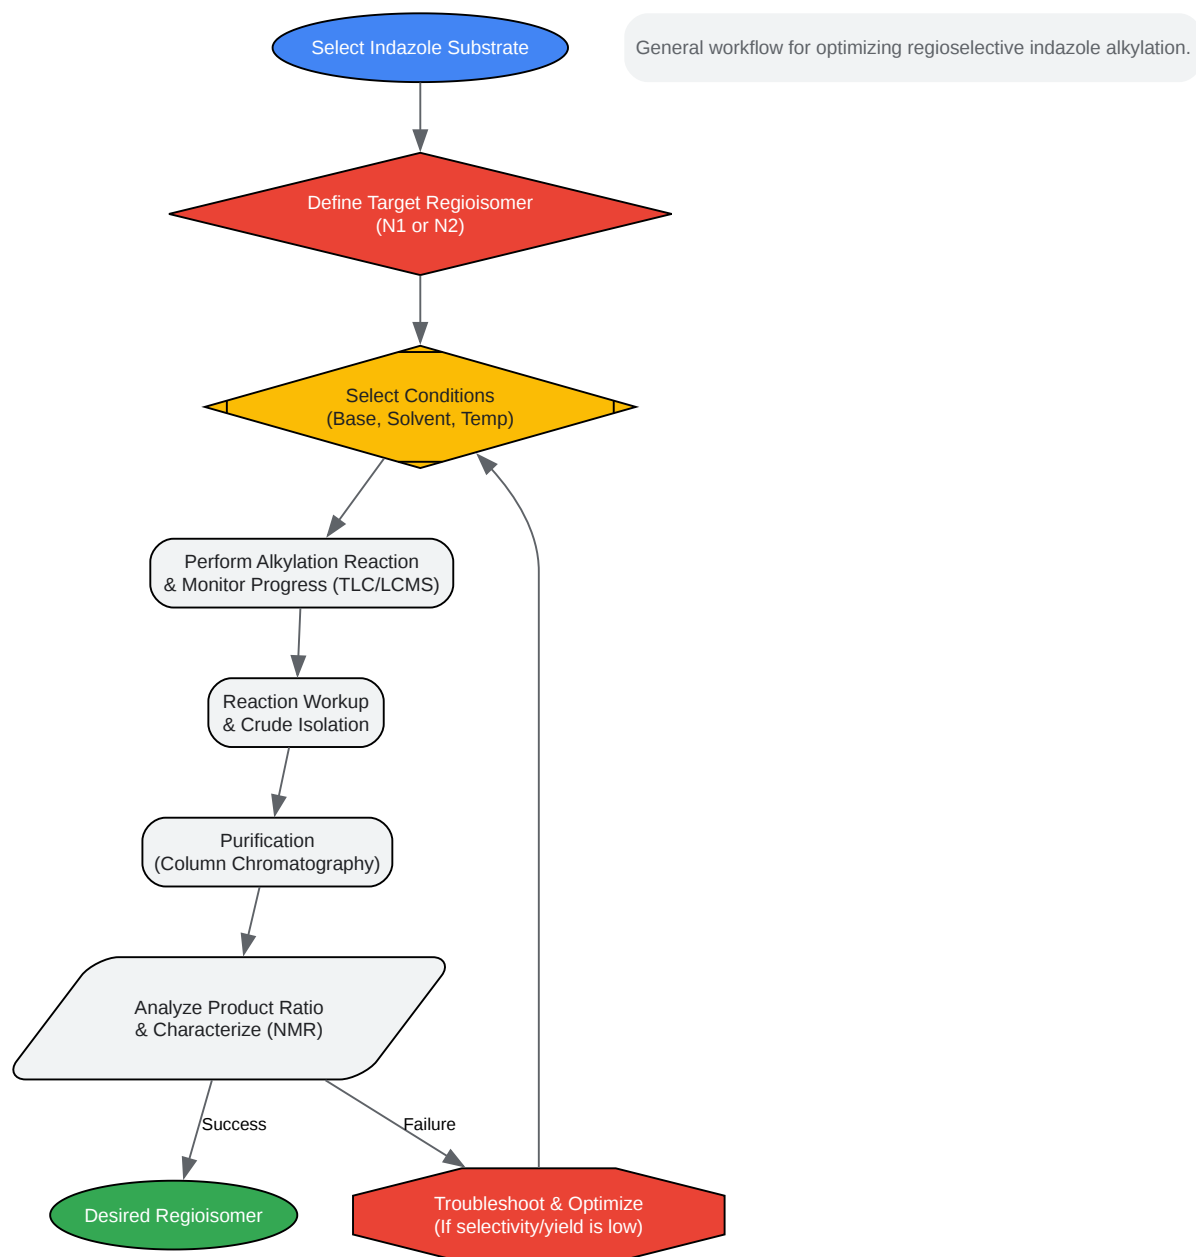 Select Indazole Substrate
General workflow for optimizing regioselective indazole alkylation.
Define Target Regioisomer
(N1 or N2)
Select Conditions
(Base, Solvent, Temp)
Perform Alkylation Reaction
& Monitor Progress (TLC/LCMS)
Reaction Workup
& Crude Isolation
Purification
(Column Chromatography)
Analyze Product Ratio
& Characterize (NMR)
Success
Failure
Desired Regioisomer
Troubleshoot & Optimize
(If selectivity/yield is low)